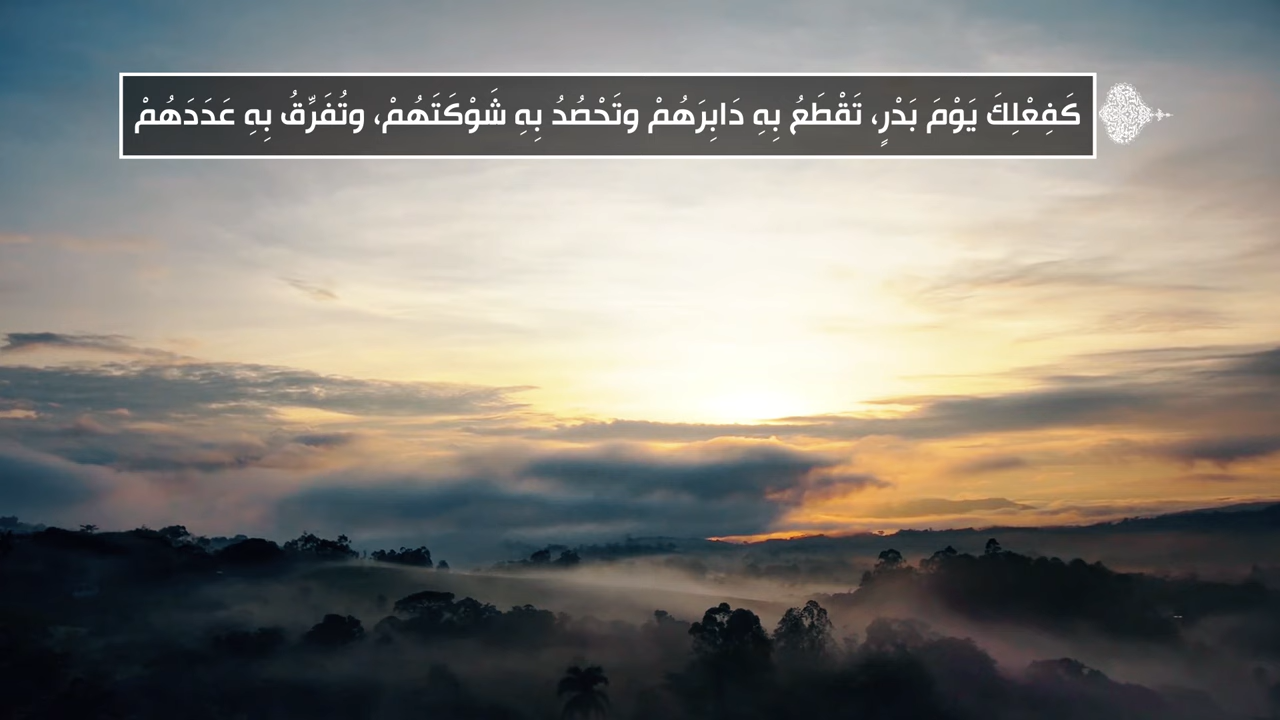 كَفِعْلِكَ يَوْمَ بَدْرٍ، تَقْطَعُ بِهِ دَابِرَهُمْ وتَحْصُدُ بِهِ شَوْكَتَهُمْ، وتُفَرِّقُ بِهِ عَدَدَهُمْ